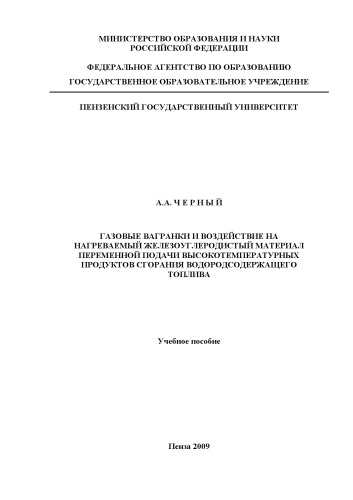 МИНИСТЕРСТВО ОБРАЗОВАНИЯ И НАУКИ
РОССИЙСКОЙ ФЕДЕРАЦИИ
ФЕДЕРАЛЬНОЕ АГЕНТСТВО ПО ОБРАЗОВАНИЮ
ГОСУДАРСТВЕННОЕ ОБРАЗОВАТЕЛЬНОЕ УЧРЕЖДЕНИЕ
ПЕНЗЕНСКИЙ ГОСУДАРСТВЕННЫЙ УНИВЕРСИТЕТ
А.А. Ч Е Р Н Ы Й
ГАЗОВЫЕ ВАГРАНКИ И ВОЗДЕЙСТВИЕ НА
НАГРЕВАЕМЫЙ ЖЕЛЕЗОУГЛЕРОДИСТЫЙ МАТЕРИАЛ
ПЕРЕМЕННОЙ ПОДАЧИ ВЫСОКОТЕМПЕРАТУРНЫХ
ПРОДУКТОВ СГОРАНИЯ ВОДОРОДСОДЕРЖАЩЕГО
ТОПЛИВА
Учебное пособие
Пенза 2009